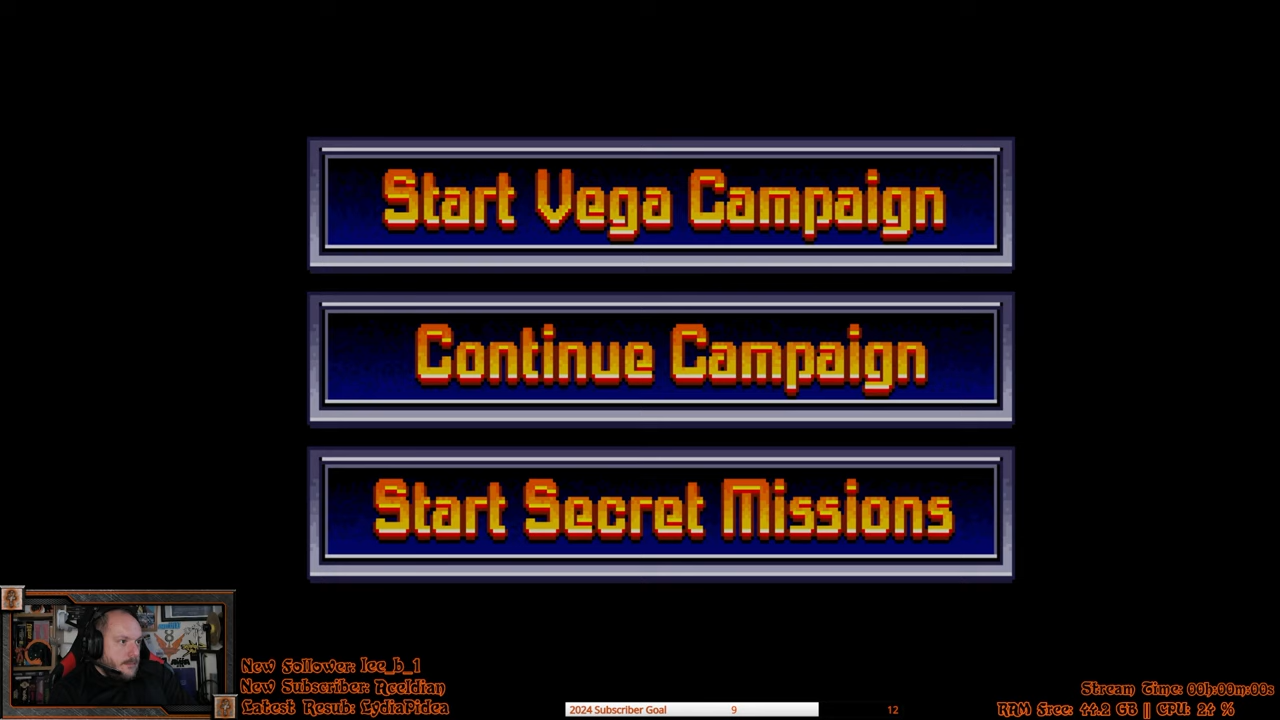 Start Vega Campaign
Continue Campaign
Start Secret Missions
New Follower: lee_b_1
New Subscriber: Aceldian
Latest Resub: LydiaPidea
2024 Subscriber Goal 9 12
Stream Time: 00h:00m:00s
RAM Free: 44.2 GB || CPU: 24 %